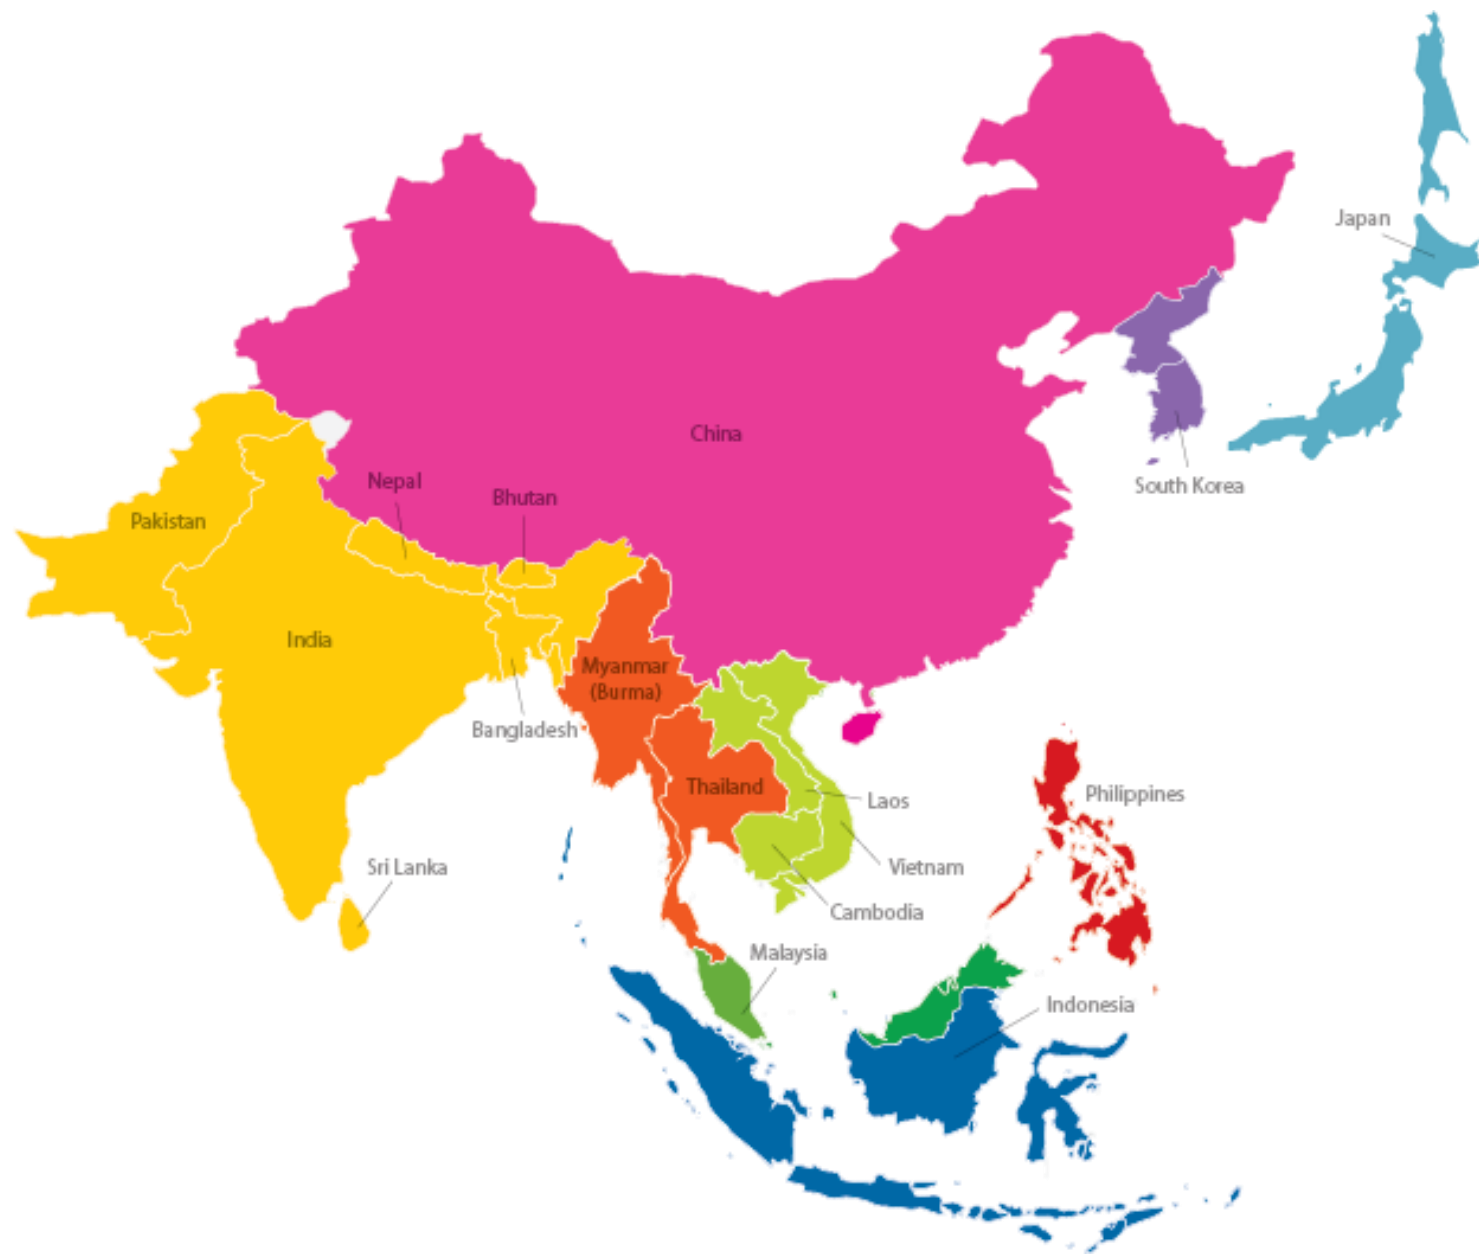 Japan
China
Nepal
Bhutan
South Korea
Pakistan
India
Myanmar
(Burma)
Bangladesh
Thailand
Laos
Philippines
Sri Lanka
Vietnam
Cambodia
Malaysia
Indonesia